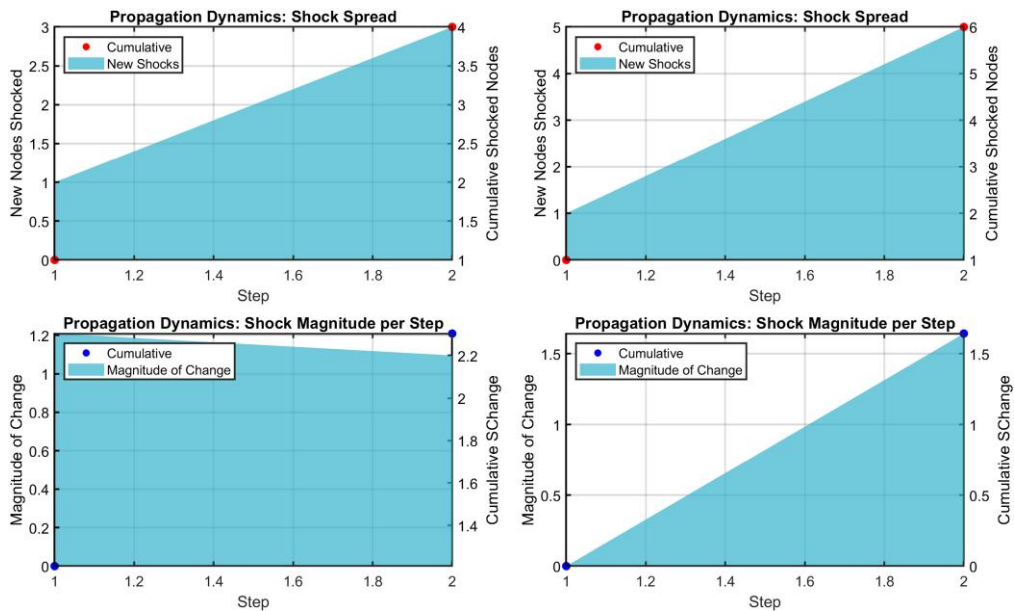 Propagation Dynamics: Shock Spread
Cumulative
New Shocks
New Nodes Shocked
3
2.5
2
1.5
1
0.5
0
4
3.5
3
2.5
2
1.5
1
Cumulative Shocked Nodes
1 1.2 1.4 1.6 1.8 2
Step
Propagation Dynamics: Shock Spread
Cumulative
New Shocks
New Nodes Shocked
5
4
3
2
1
0
6
5
4
3
2
1
Cumulative Shocked Nodes
1 1.2 1.4 1.6 1.8 2
Step
Propagation Dynamics: Shock Magnitude per Step
Cumulative
Magnitude of Change
Magnitude of Change
1.2
1
0.8
0.6
0.4
0.2
0
2.2
2
1.8
1.6
1.4
Cumulative SChange
1 1.2 1.4 1.6 1.8 2
Step
Propagation Dynamics: Shock Magnitude per Step
Cumulative
Magnitude of Change
Magnitude of Change
1.5
1
0.5
0
1.5
1
0.5
0
Cumulative SChange
1 1.2 1.4 1.6 1.8 2
Step